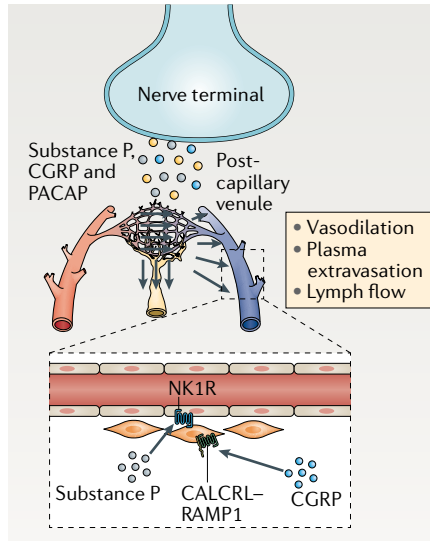 Nerve terminal
Substance P,
CGRP and
PACAP
Post-
capillary
venule
• Vasodilation
• Plasma
extravasation
• Lymph flow
NK1R
Substance P
CALCRL–
RAMP1
CGRP